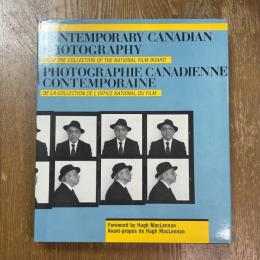 CONTEMPORARY CANADIAN
PHOTOGRAPHY
FROM THE COLLECTION OF THE NATIONAL FILM BOARD
PHOTOGRAPHIE CANADIENNE
CONTEMPORAINE
DE LA COLLECTION DE L'OFFICE NATIONAL DU FILM
Foreword by Hugh MacLennan
Avant-propos de Hugh MacLennan